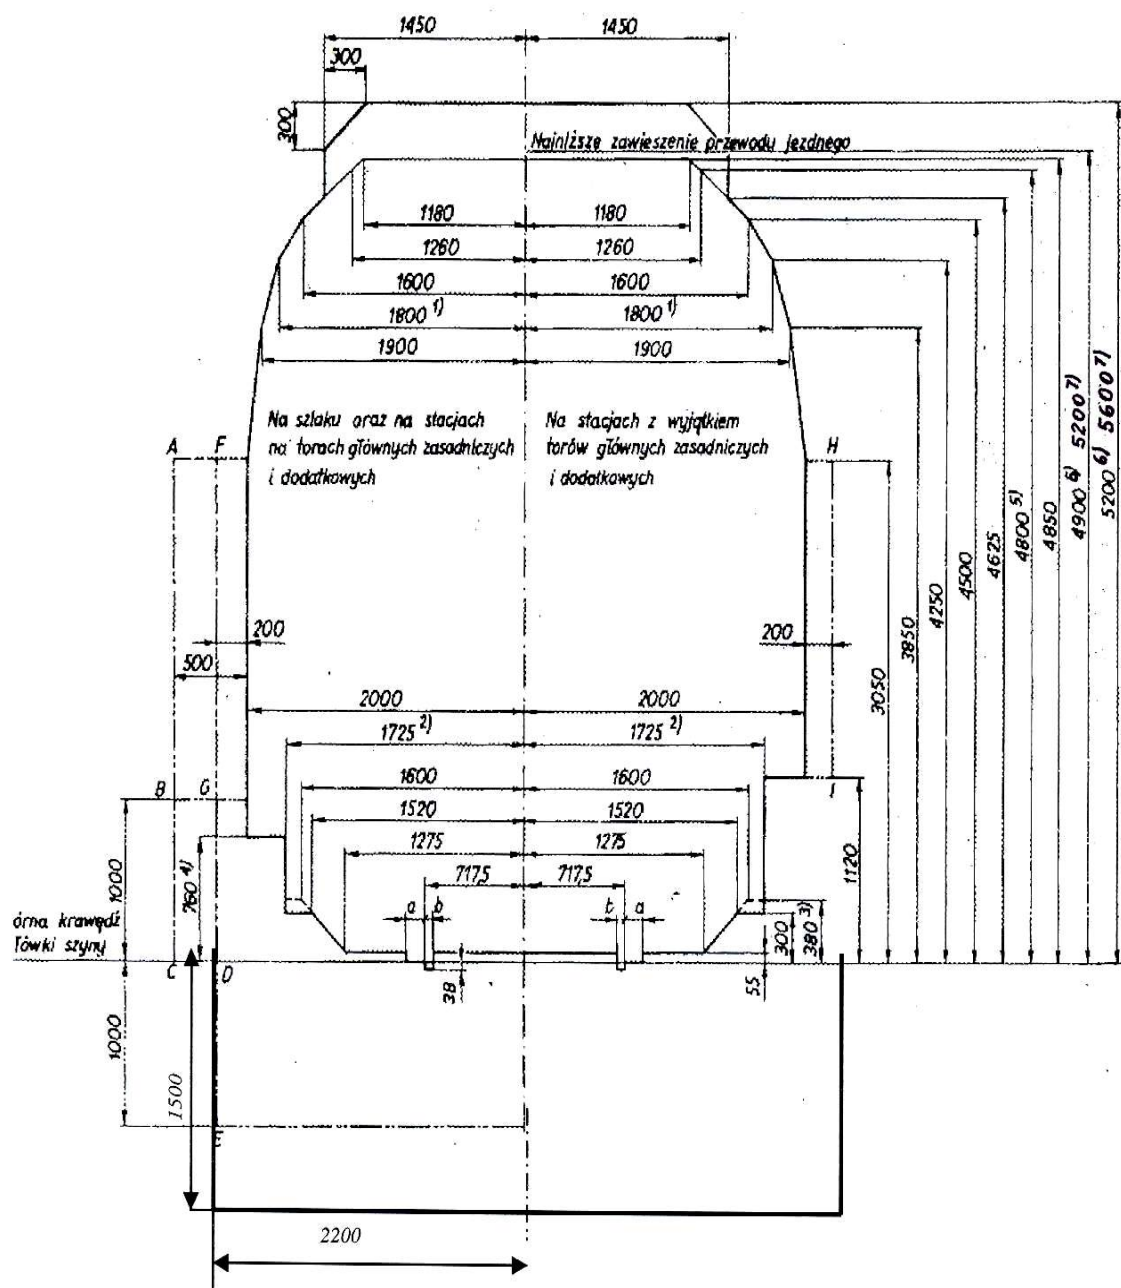 1450 1450
300
300
Najniższe zawieszenie przewodu jezdnego
1180 1180
1260 1260
1600 1600
1800 1) 1800 1)
1900 1900
Na szlaku oraz na stacjach
na torach głównych zasadniczych
i dodatkowych
Na stacjach z wyjątkiem
torów głównych zasadniczych
i dodatkowych
A F H
200 200
500
2000 2000
1725 2) 1725 2)
1600 1600
B G I
1520 1520
1275 1275
717,5 717,5
a b t a
1000
760 4)
órna krawędź
łówki szyny
C D
38
55
300
380 3)
1120
3050
3850
4250
4500
4625
4800 5)
4850
4900 6) 5200 7)
5200 6) 5600 7)
1000
1500
E
2200